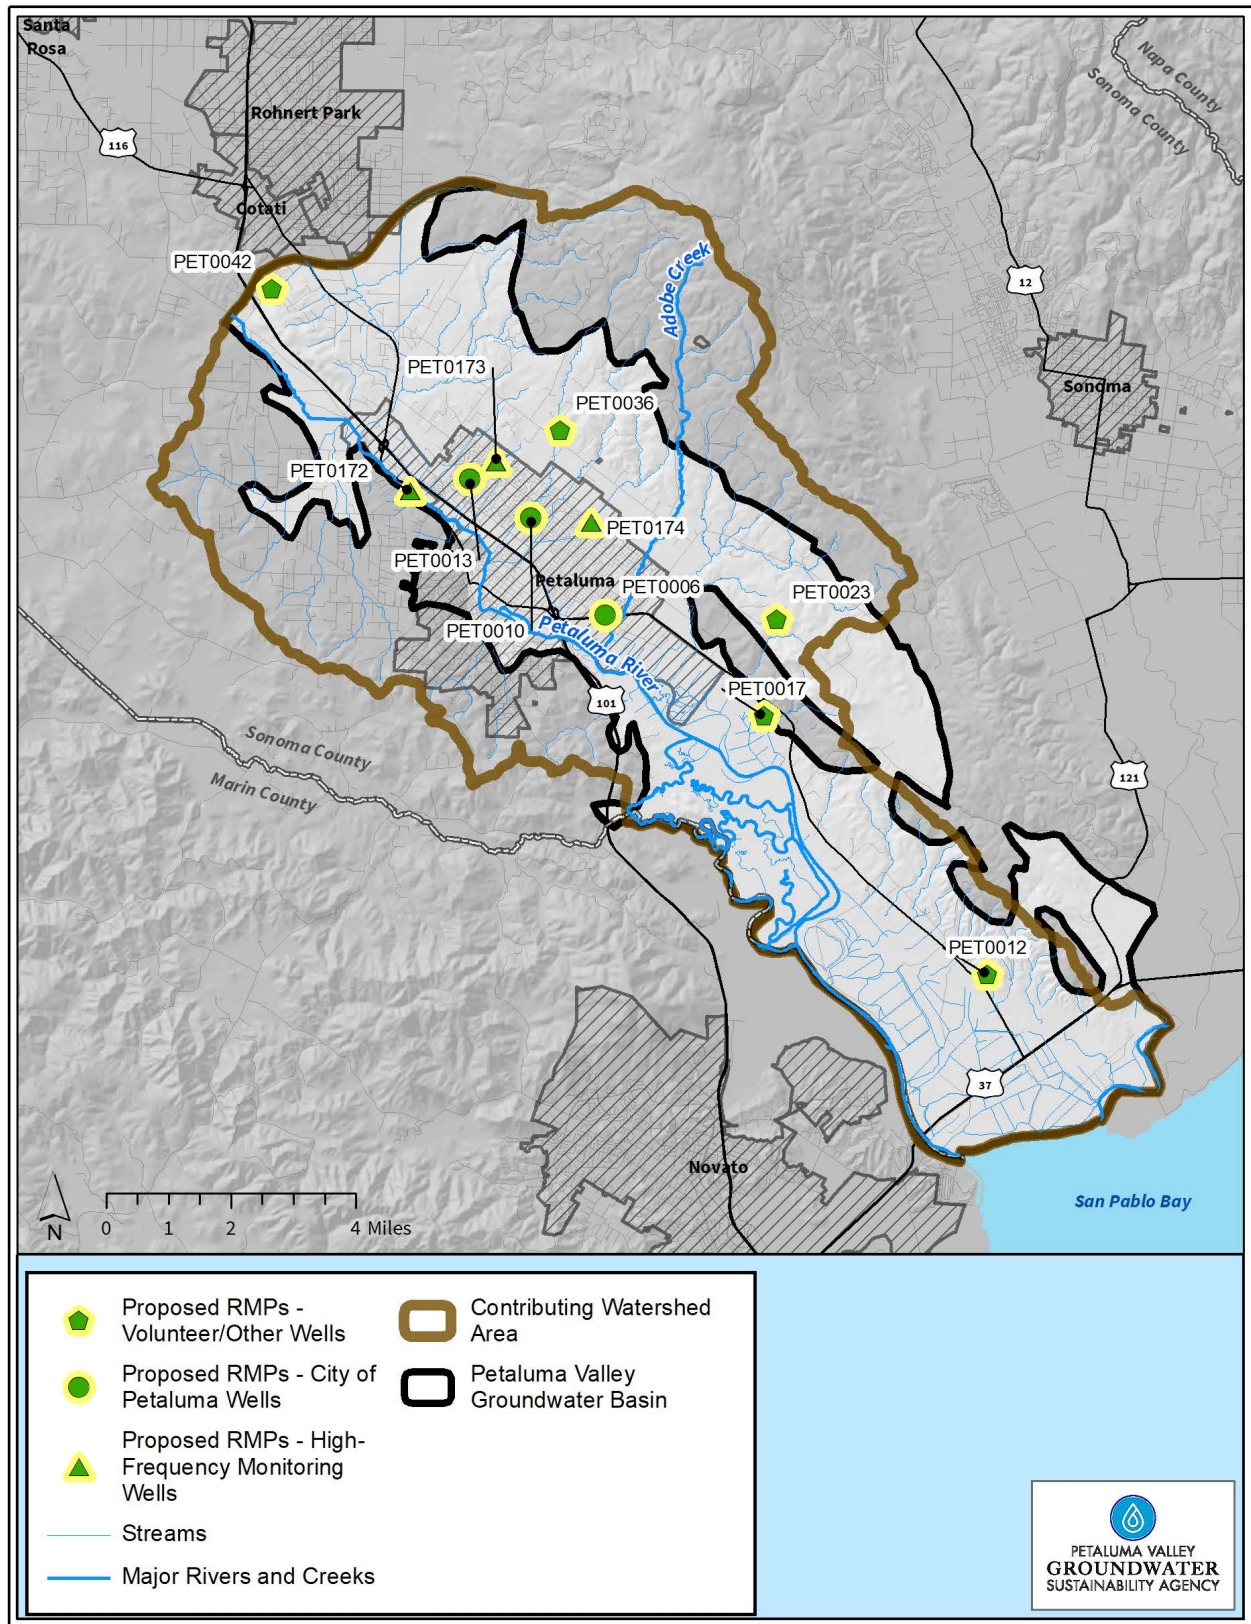 Santa
Rosa
Rohnert Park
116
Cotati
Napa County
Sonoma County
PET0042
Adobe Creek
12
Sonoma
PET0173
PET0036
PET0172
PET0174
PET0013
Petaluma
PET0006
PET0023
PET0010
Petaluma River
PET0017
101
Sonoma County
Marin County
121
PET0012
37
Novato
San Pablo Bay
N
0 1 2 4 Miles
Proposed RMPs -
Volunteer/Other Wells
Proposed RMPs - City of
Petaluma Wells
Proposed RMPs - High-
Frequency Monitoring
Wells
Streams
Major Rivers and Creeks
Contributing Watershed
Area
Petaluma Valley
Groundwater Basin
PETALUMA VALLEY
GROUNDWATER
SUSTAINABILITY AGENCY